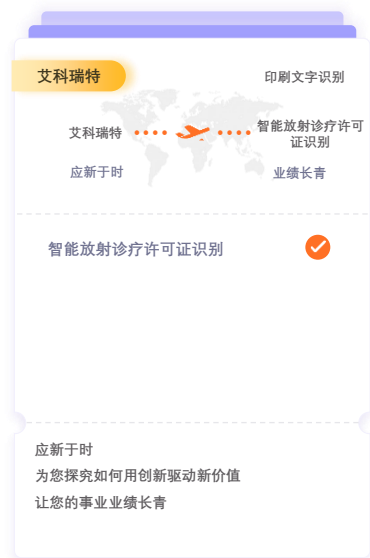 艾科瑞特
印刷文字识别
艾科瑞特
智能放射诊疗许可
证识别
应新于时
业绩长青
智能放射诊疗许可证识别
应新于时
为您探究如何用创新驱动新价值
让您的事业业绩长青